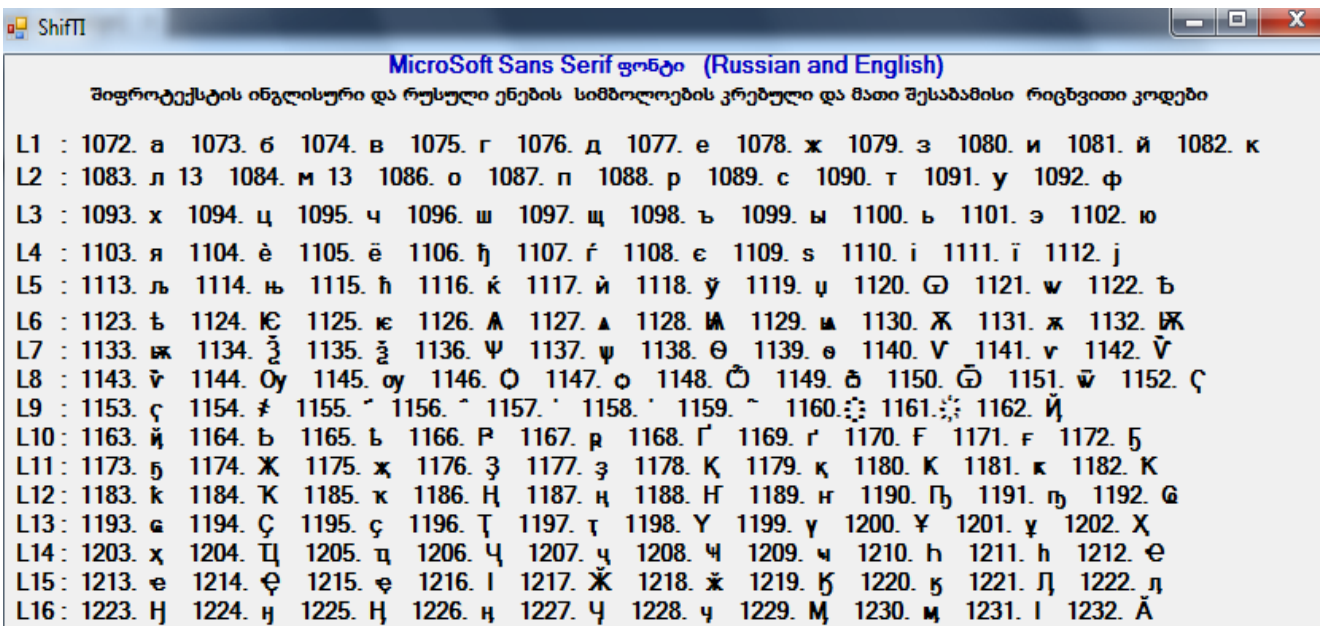 ShifTΠ
MicroSoft Sans Serif ფონტი (Russian and English)
შიფროტექსტის ინგლისური და რუსული ენების სიმბოლოების კრებული და მათი შესაბამისი რიცხვითი კოდები
L1 : 1072. а 1073. б 1074. в 1075. г 1076. д 1077. е 1078. ж 1079. з 1080. и 1081. й 1082. к
L2 : 1083. л 13 1084. м 13 1086. о 1087. п 1088. р 1089. с 1090. т 1091. у 1092. ф
L3 : 1093. х 1094. ц 1095. ч 1096. ш 1097. щ 1098. ъ 1099. ы 1100. ь 1101. э 1102. ю
L4 : 1103. я 1104. ѐ 1105. ё 1106. ђ 1107. ѓ 1108. є 1109. ѕ 1110. і 1111. ї 1112. ј
L5 : 1113. љ 1114. њ 1115. ћ 1116. ќ 1117. ѝ 1118. ў 1119. џ 1120. Ѡ 1121. ѡ 1122. Ѣ
L6 : 1123. ѣ 1124. Ѥ 1125. ѥ 1126. Ѧ 1127. ѧ 1128. Ѩ 1129. ѩ 1130. Ѫ 1131. ѫ 1132. Ѭ
L7 : 1133. ѭ 1134. Ѯ 1135. ѯ 1136. Ѱ 1137. ѱ 1138. Ѳ 1139. ѳ 1140. Ѵ 1141. ѵ 1142. Ѷ
L8 : 1143. ѷ 1144. Ѹ 1145. ѹ 1146. Ѻ 1147. ѻ 1148. Ѽ 1149. ѽ 1150. Ѿ 1151. ѿ 1152. Ҁ
L9 : 1153. ҁ 1154. ҂ 1155. ҃ 1156. ҄ 1157. ҅ 1158. ҆ 1159. ҇ 1160. ҈ 1161. ҉ 1162. Ҋ
L10 : 1163. ҋ 1164. Ҍ 1165. ҍ 1166. Ҏ 1167. ҏ 1168. Ґ 1169. ґ 1170. Ғ 1171. ғ 1172. Ҕ
L11 : 1173. ҕ 1174. Җ 1175. җ 1176. Ҙ 1177. ҙ 1178. Қ 1179. қ 1180. Ҝ 1181. ҝ 1182. Ҟ
L12 : 1183. ҟ 1184. Ҡ 1185. ҡ 1186. Ң 1187. ң 1188. Ҥ 1189. ҥ 1190. Ҧ 1191. ҧ 1192. Ҩ
L13 : 1193. ҩ 1194. Ҫ 1195. ҫ 1196. Ҭ 1197. ҭ 1198. Ү 1199. ү 1200. Ұ 1201. ұ 1202. Ҳ
L14 : 1203. ҳ 1204. Ҵ 1205. ҵ 1206. Ҷ 1207. ҷ 1208. Ҹ 1209. ҹ 1210. Һ 1211. һ 1212. Ҽ
L15 : 1213. ҽ 1214. Ҿ 1215. ҿ 1216. Ӏ 1217. Ӂ 1218. ӂ 1219. Ӄ 1220. ӄ 1221. Ӆ 1222. ӆ
L16 : 1223. Ӈ 1224. ӈ 1225. Ӊ 1226. ӊ 1227. Ӌ 1228. ӌ 1229. Ӎ 1230. ӎ 1231. ӏ 1232. Ӑ